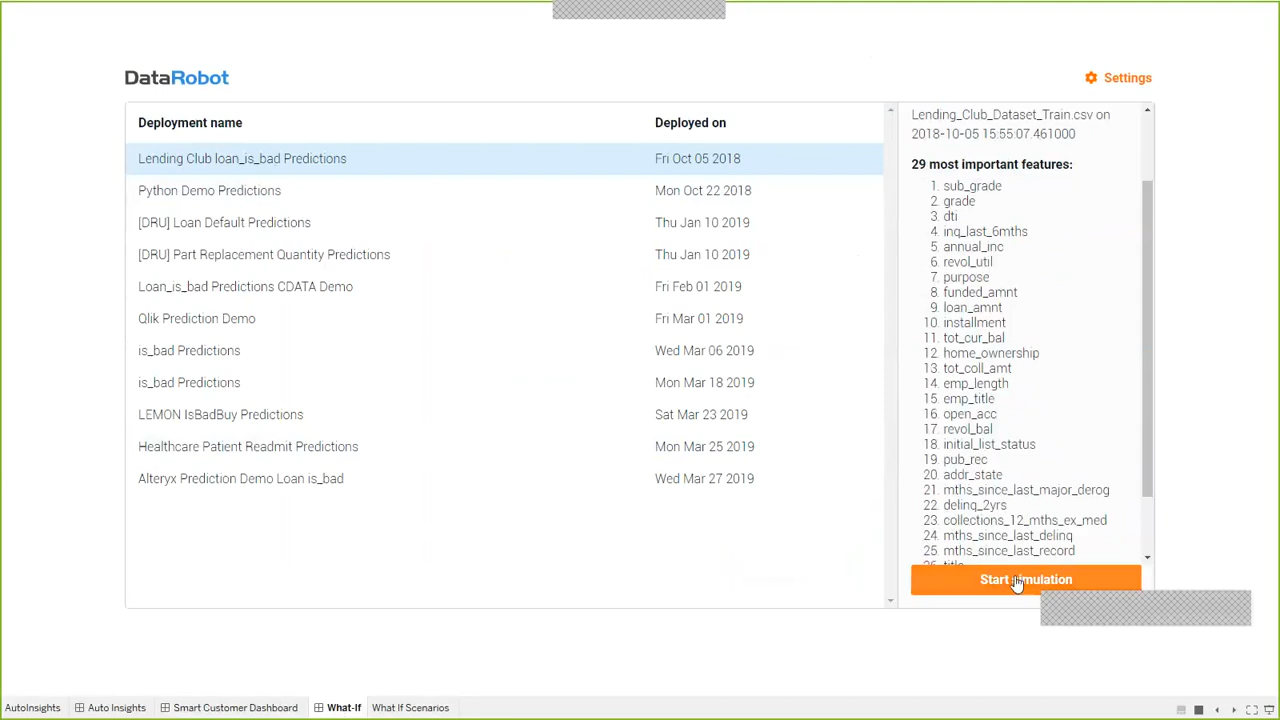 DataRobot
Settings
Deployment name Deployed on
Lending Club loan_is_bad Predictions Fri Oct 05 2018
Python Demo Predictions Mon Oct 22 2018
[DRU] Loan Default Predictions Thu Jan 10 2019
[DRU] Part Replacement Quantity Predictions Thu Jan 10 2019
Loan_is_bad Predictions CDATA Demo Fri Feb 01 2019
Qlik Prediction Demo Fri Mar 01 2019
is_bad Predictions Wed Mar 06 2019
is_bad Predictions Mon Mar 18 2019
LEMON IsBadBuy Predictions Sat Mar 23 2019
Healthcare Patient Readmit Predictions Mon Mar 25 2019
Alteryx Prediction Demo Loan is_bad Wed Mar 27 2019
Lending_Club_Dataset_Train.csv on
2018-10-05 15:55:07.461000
29 most important features:
1. sub_grade
2. grade
3. dti
4. inq_last_6mths
5. annual_inc
6. revol_util
7. purpose
8. funded_amnt
9. loan_amnt
10. installment
11. tot_cur_bal
12. home_ownership
13. tot_coll_amt
14. emp_length
15. emp_title
16. open_acc
17. revol_bal
18. initial_list_status
19. pub_rec
20. addr_state
21. mths_since_last_major_derog
22. delinq_2yrs
23. collections_12_mths_ex_med
24. mths_since_last_delinq
25. mths_since_last_record
26. title
Start simulation
AutoInsights Auto Insights Smart Customer Dashboard What-If What If Scenarios